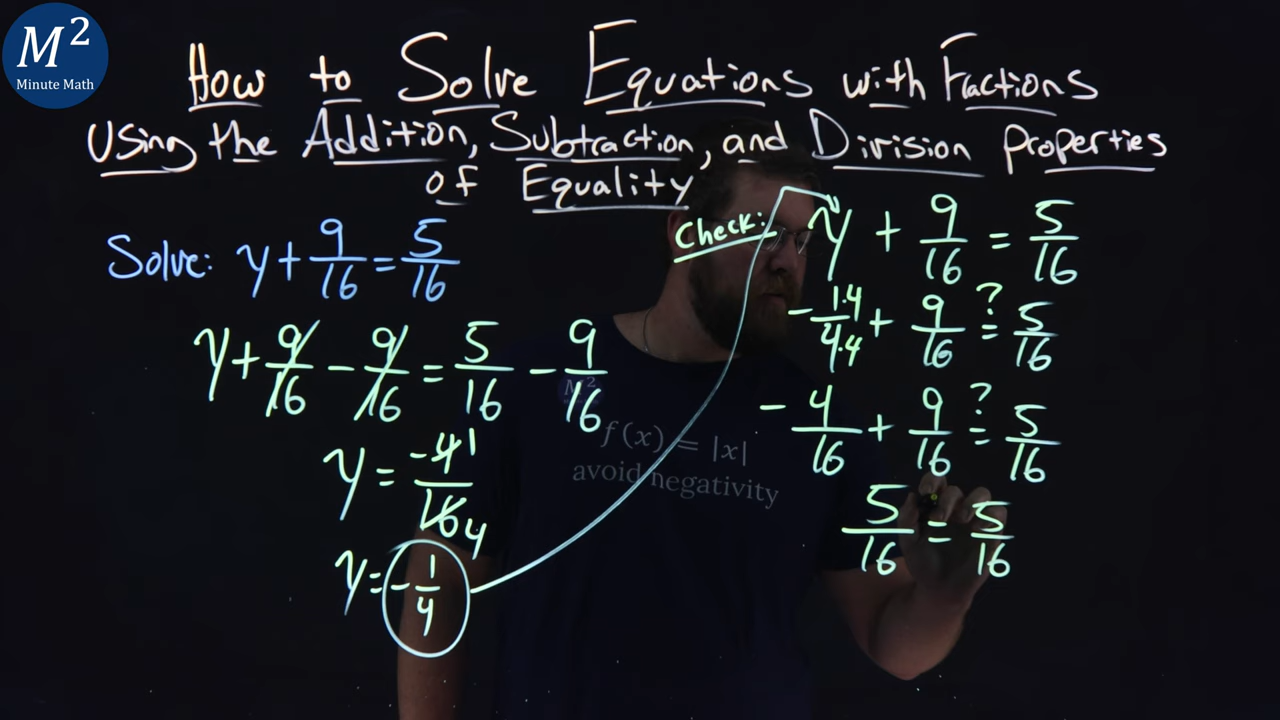 M²
Minute Math
How to Solve Equations with Fractions
Using the Addition, Subtraction, and Division Properties
of Equality
Solve: y + 9/16 = 5/16
y + 9/16 - 9/16 = 5/16 - 9/16
y = -4 1/16 4
y = -1/4
Check: y + 9/16 = 5/16
-1·4/4·4 + 9/16 ?= 5/16
-4/16 + 9/16 ?= 5/16
5/16 = 5/16
M²
f(x) = |x|
avoid negativity